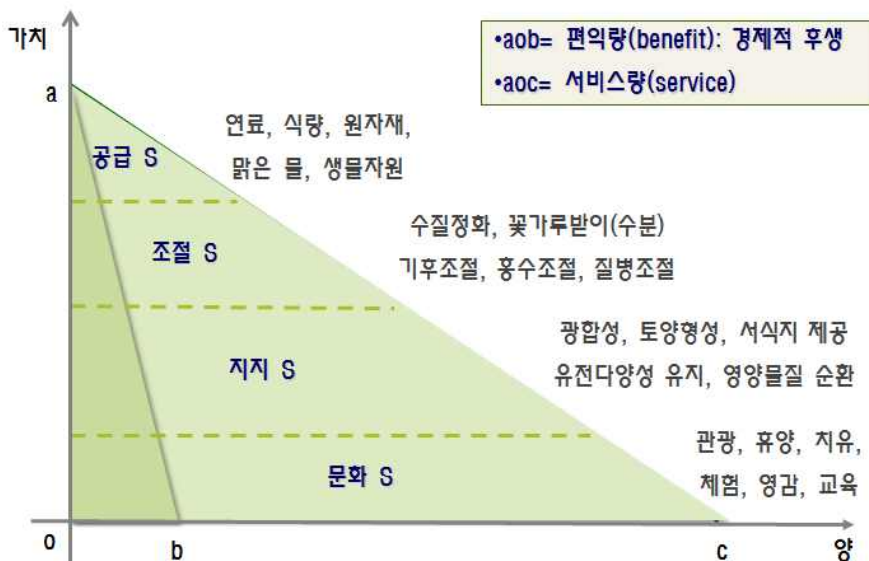 가치
•aob= 편익량(benefit): 경제적 후생
•aoc= 서비스량(service)
a
공급 S
연료, 식량, 원자재,
맑은 물, 생물자원
조절 S
수질정화, 꽃가루받이(수분)
기후조절, 홍수조절, 질병조절
지지 S
광합성, 토양형성, 서식지 제공
유전다양성 유지, 영양물질 순환
문화 S
관광, 휴양, 치유,
체험, 영감, 교육
o
b
c
양